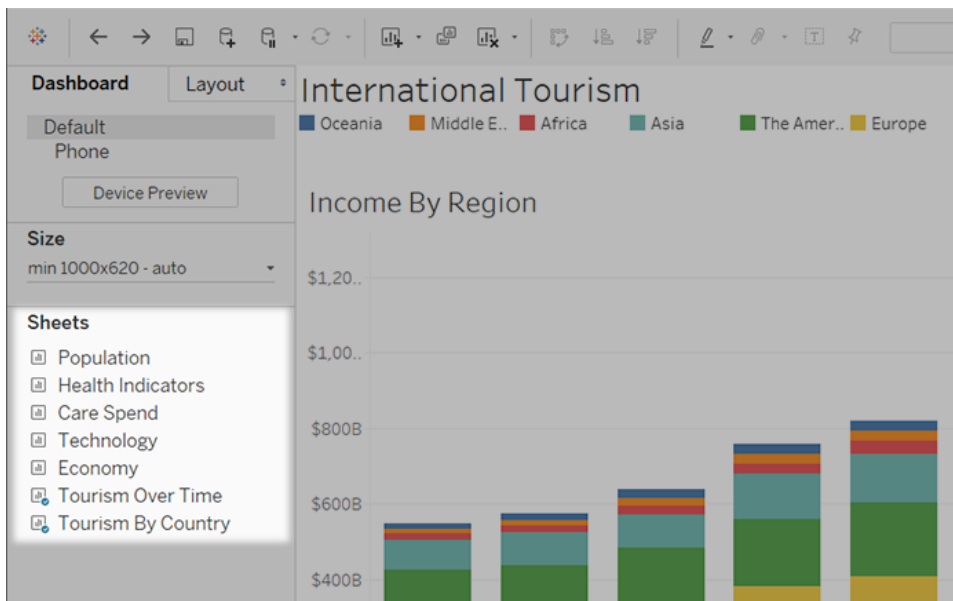 Dashboard
Layout
Default
Phone
Device Preview
Size
min 1000x620 - auto
Sheets
Population
Health Indicators
Care Spend
Technology
Economy
Tourism Over Time
Tourism By Country
International Tourism
Oceania Middle E.. Africa Asia The Amer.. Europe
Income By Region
$1,20..
$1,00..
$800B
$600B
$400B